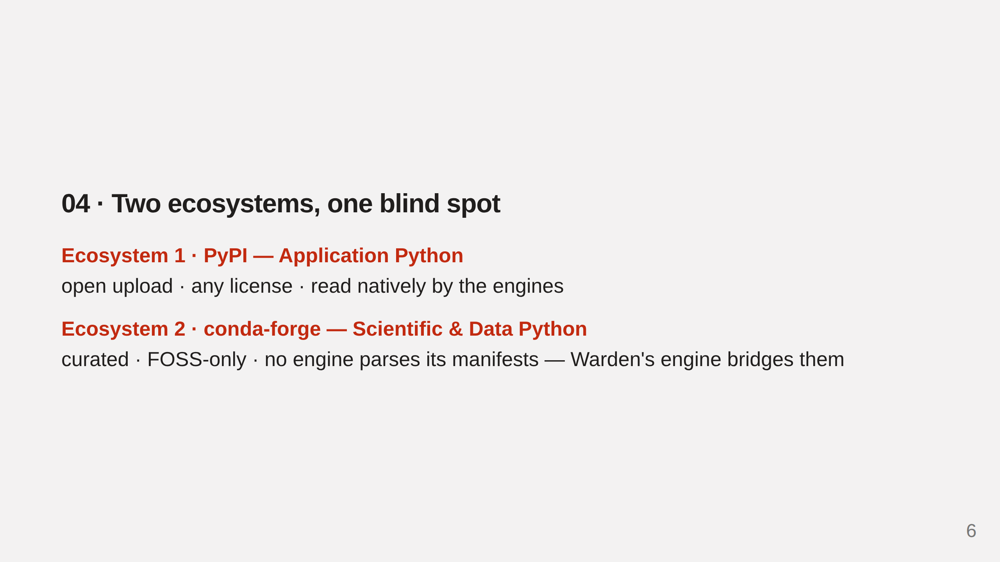 04 · Two ecosystems, one blind spot
Ecosystem 1 · PyPI — Application Python
open upload · any license · read natively by the engines
Ecosystem 2 · conda-forge — Scientific & Data Python
curated · FOSS-only · no engine parses its manifests — Warden's engine bridges them
6